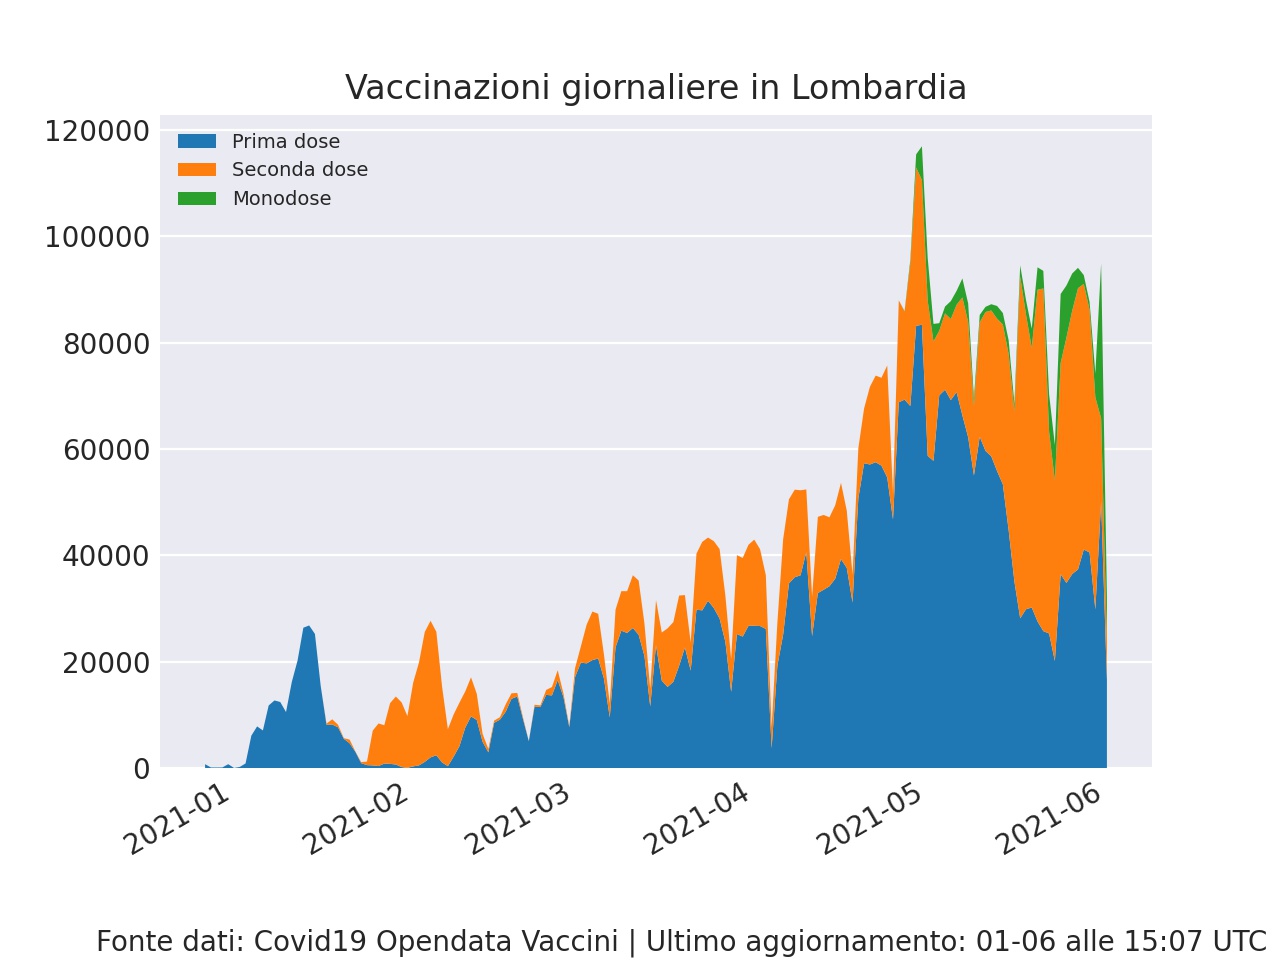 Vaccinazioni giornaliere in Lombardia
120000
100000
80000
60000
40000
20000
0
Prima dose
Seconda dose
Monodose
2021-01
2021-02
2021-03
2021-04
2021-05
2021-06
Fonte dati: Covid19 Opendata Vaccini | Ultimo aggiornamento: 01-06 alle 15:07 UTC